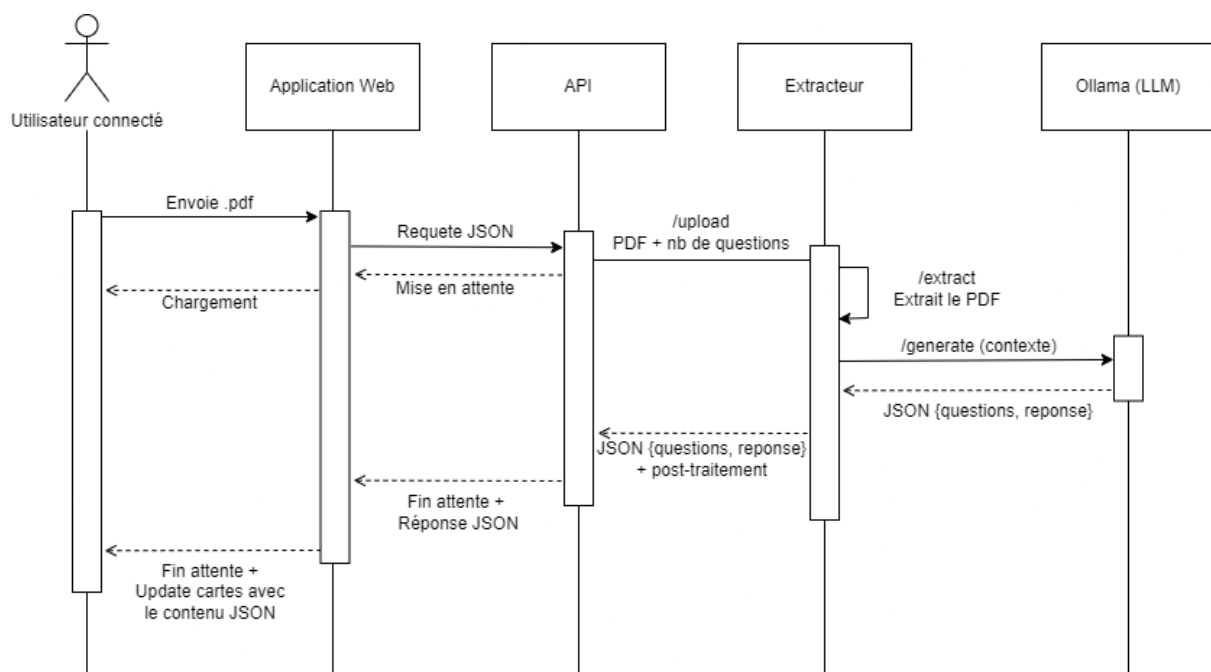 Application Web
API
Extracteur
Ollama (LLM)
Utilisateur connecté
Envoie .pdf
Requete JSON
/upload
PDF + nb de questions
Mise en attente
Chargement
/extract
Extrait le PDF
/generate (contexte)
JSON {questions, reponse}
JSON {questions, reponse}
+ post-traitement
Fin attente +
Réponse JSON
Fin attente +
Update cartes avec
le contenu JSON